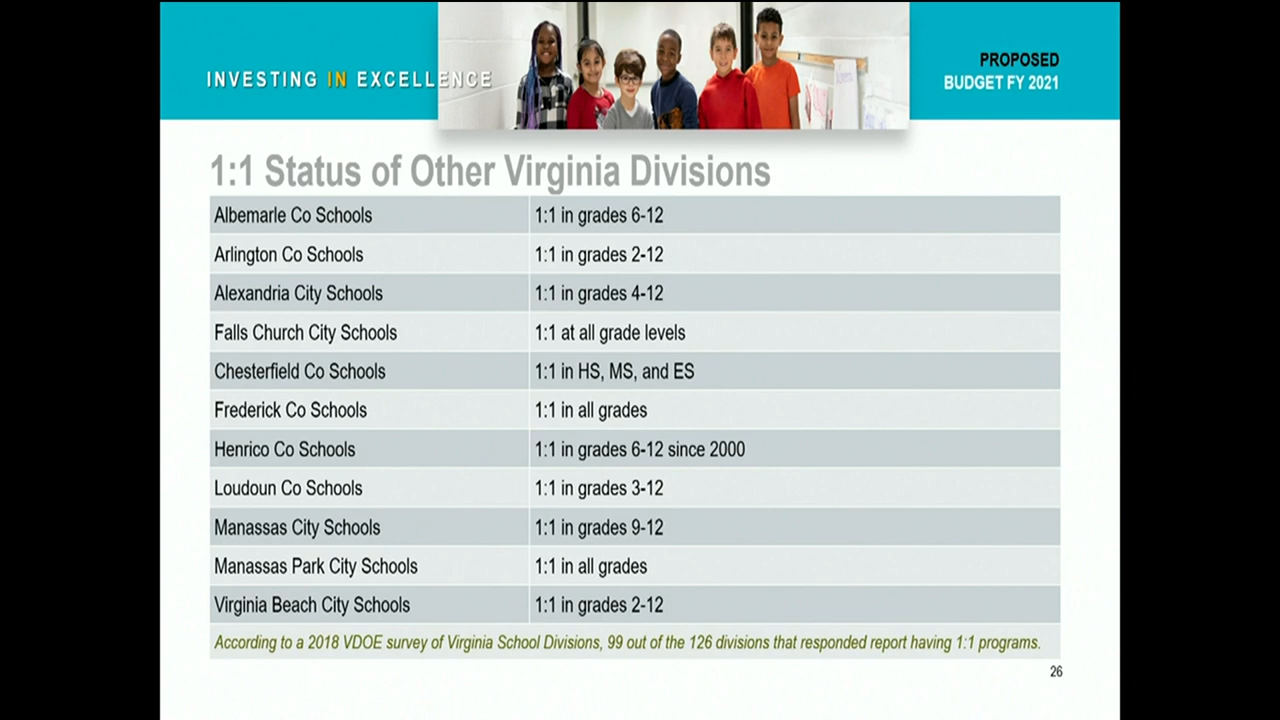 INVESTING IN EXCELLENCE
PROPOSED
BUDGET FY 2021
1:1 Status of Other Virginia Divisions
Albemarle Co Schools 1:1 in grades 6-12
Arlington Co Schools 1:1 in grades 2-12
Alexandria City Schools 1:1 in grades 4-12
Falls Church City Schools 1:1 at all grade levels
Chesterfield Co Schools 1:1 in HS, MS, and ES
Frederick Co Schools 1:1 in all grades
Henrico Co Schools 1:1 in grades 6-12 since 2000
Loudoun Co Schools 1:1 in grades 3-12
Manassas City Schools 1:1 in grades 9-12
Manassas Park City Schools 1:1 in all grades
Virginia Beach City Schools 1:1 in grades 2-12
According to a 2018 VDOE survey of Virginia School Divisions, 99 out of the 126 divisions that responded report having 1:1 programs.
26